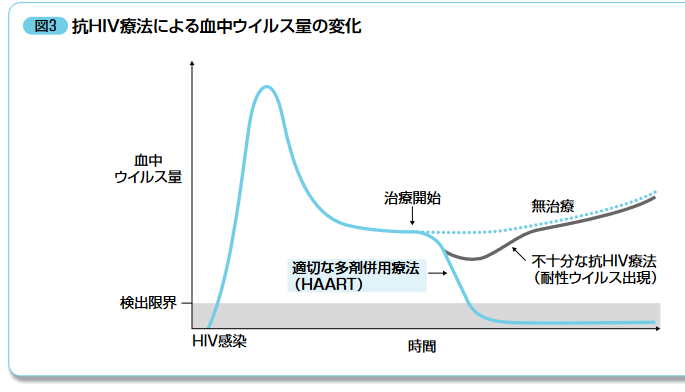 図3 抗HIV療法による血中ウイルス量の変化
血中
ウイルス量
治療開始
無治療
適切な多剤併用療法
（HAART）
不十分な抗HIV療法
（耐性ウイルス出現）
検出限界
HIV感染
時間